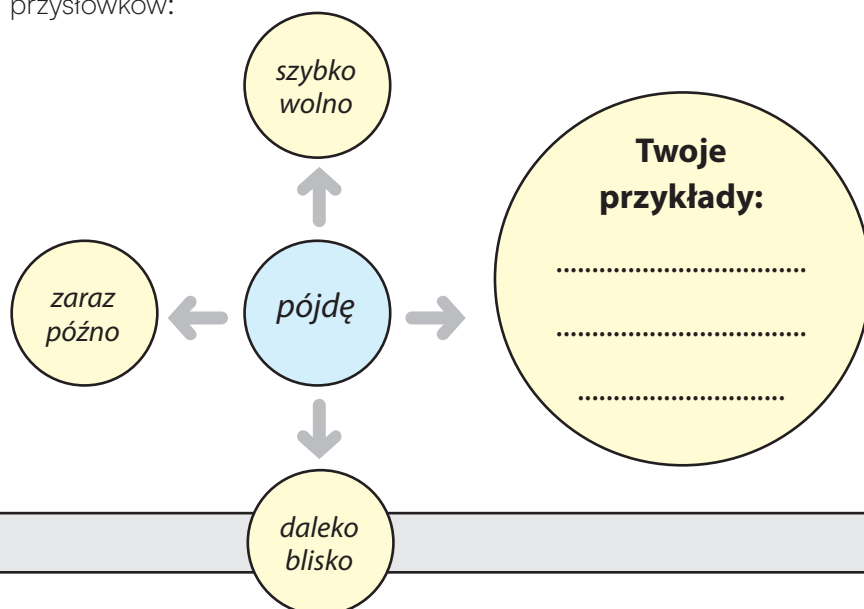 przysłówków:
szybko
wolno
Twoje
przykłady:
..................................
..................................
............................
zaraz
późno
pójdę
daleko
blisko